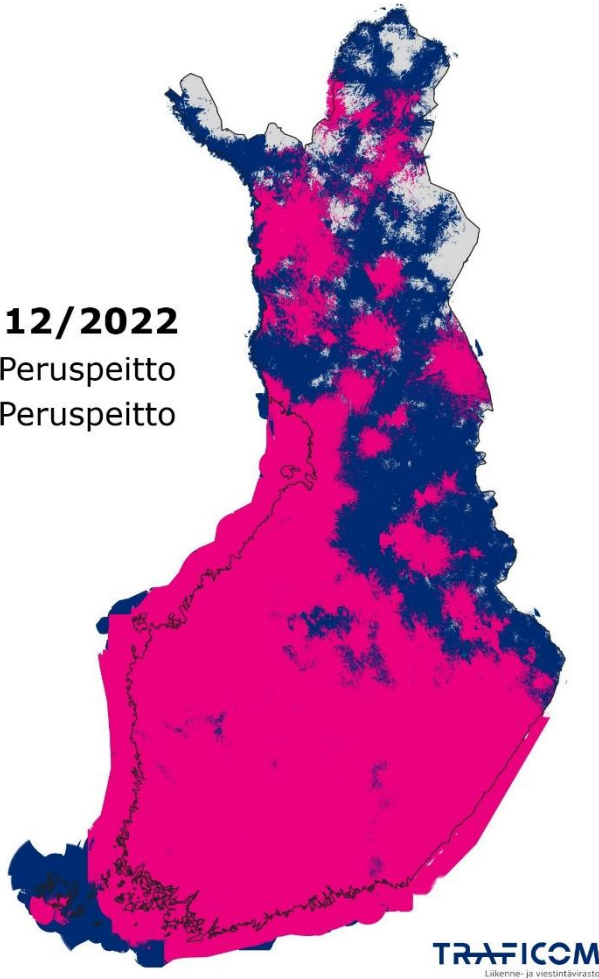 12/2022
Peruspeitto
Peruspeitto
TRAFICOM
Liikenne- ja viestintävirasto